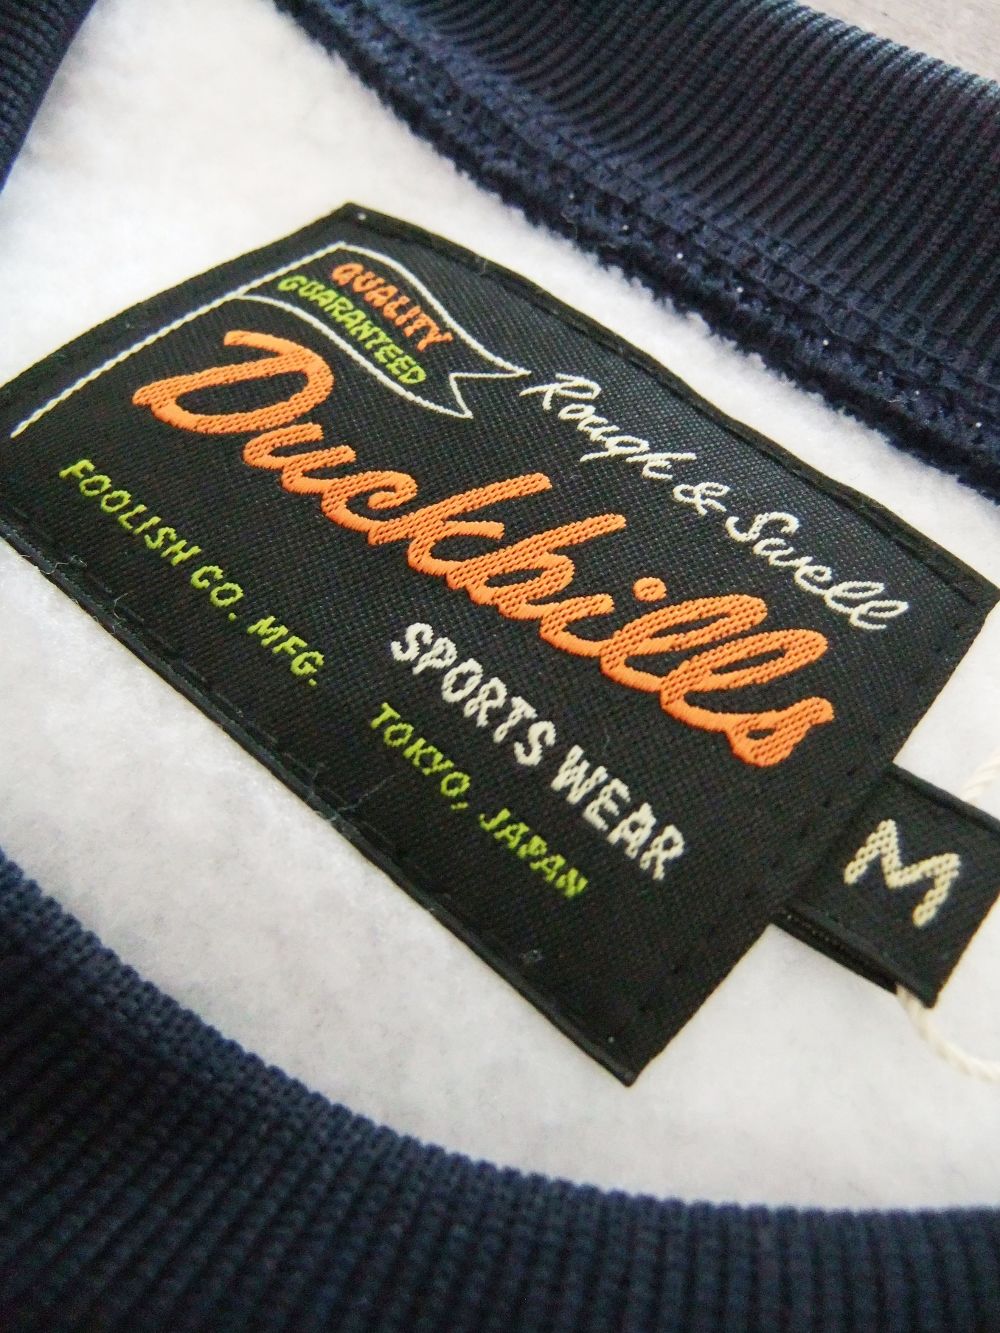 QUALITY
GUARANTEED
Rough & Swell
Duckbills
SPORTS WEAR
FOOLISH CO. MFG. TOKYO, JAPAN
M